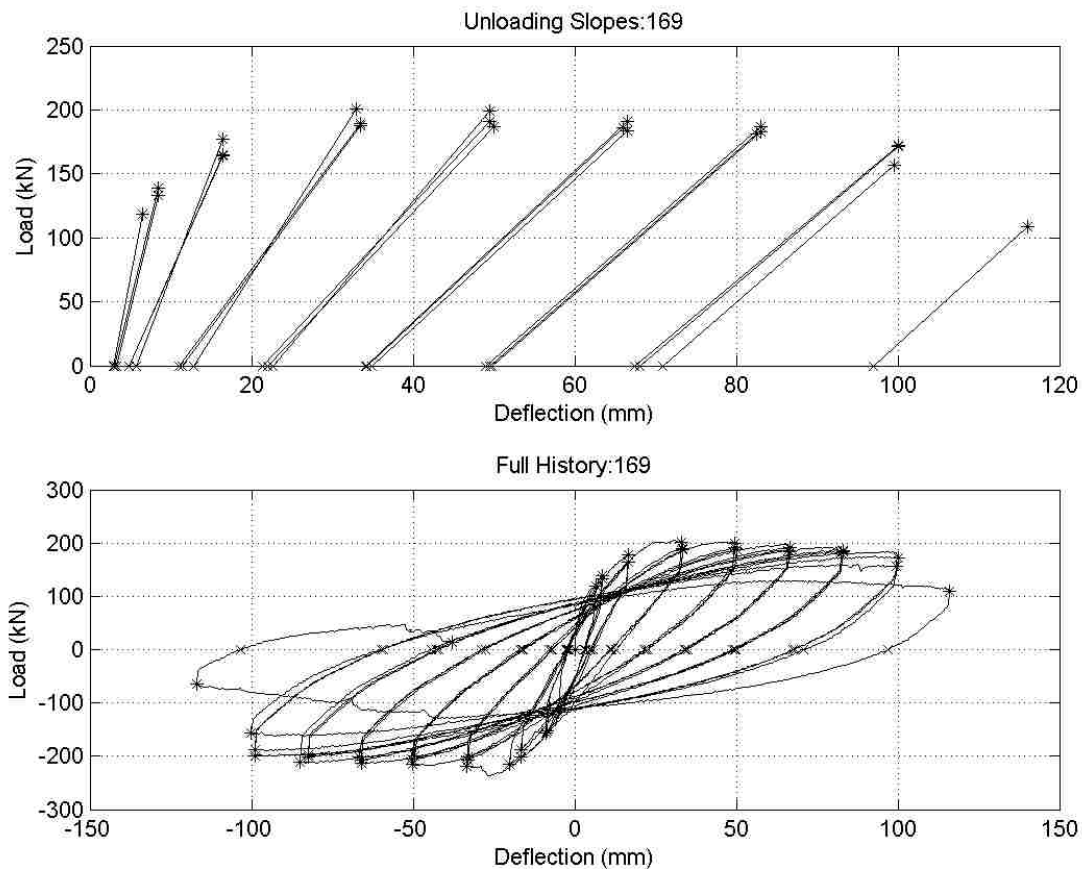 Unloading Slopes:169
250
200
150
100
50
0
Load (kN)
0 20 40 60 80 100 120
Deflection (mm)
Full History:169
300
200
100
0
-100
-200
-300
Load (kN)
-150 -100 -50 0 50 100 150
Deflection (mm)